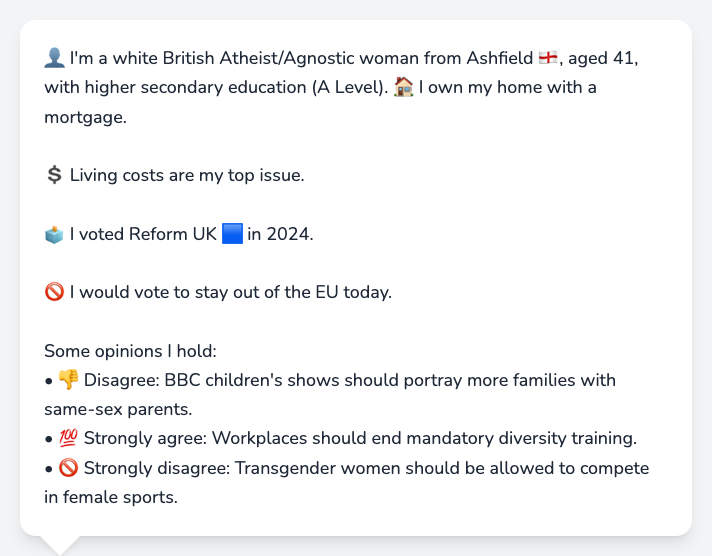 👤 I'm a white British Atheist/Agnostic woman from Ashfield 🏴󠁧󠁢󠁥󠁮󠁧󠁿, aged 41,
with higher secondary education (A Level). 🏠 I own my home with a
mortgage.
💲 Living costs are my top issue.
🗳️ I voted Reform UK 🟦 in 2024.
🚫 I would vote to stay out of the EU today.
Some opinions I hold:
• 👎 Disagree: BBC children's shows should portray more families with
same-sex parents.
• 💯 Strongly agree: Workplaces should end mandatory diversity training.
• 🚫 Strongly disagree: Transgender women should be allowed to compete
in female sports.